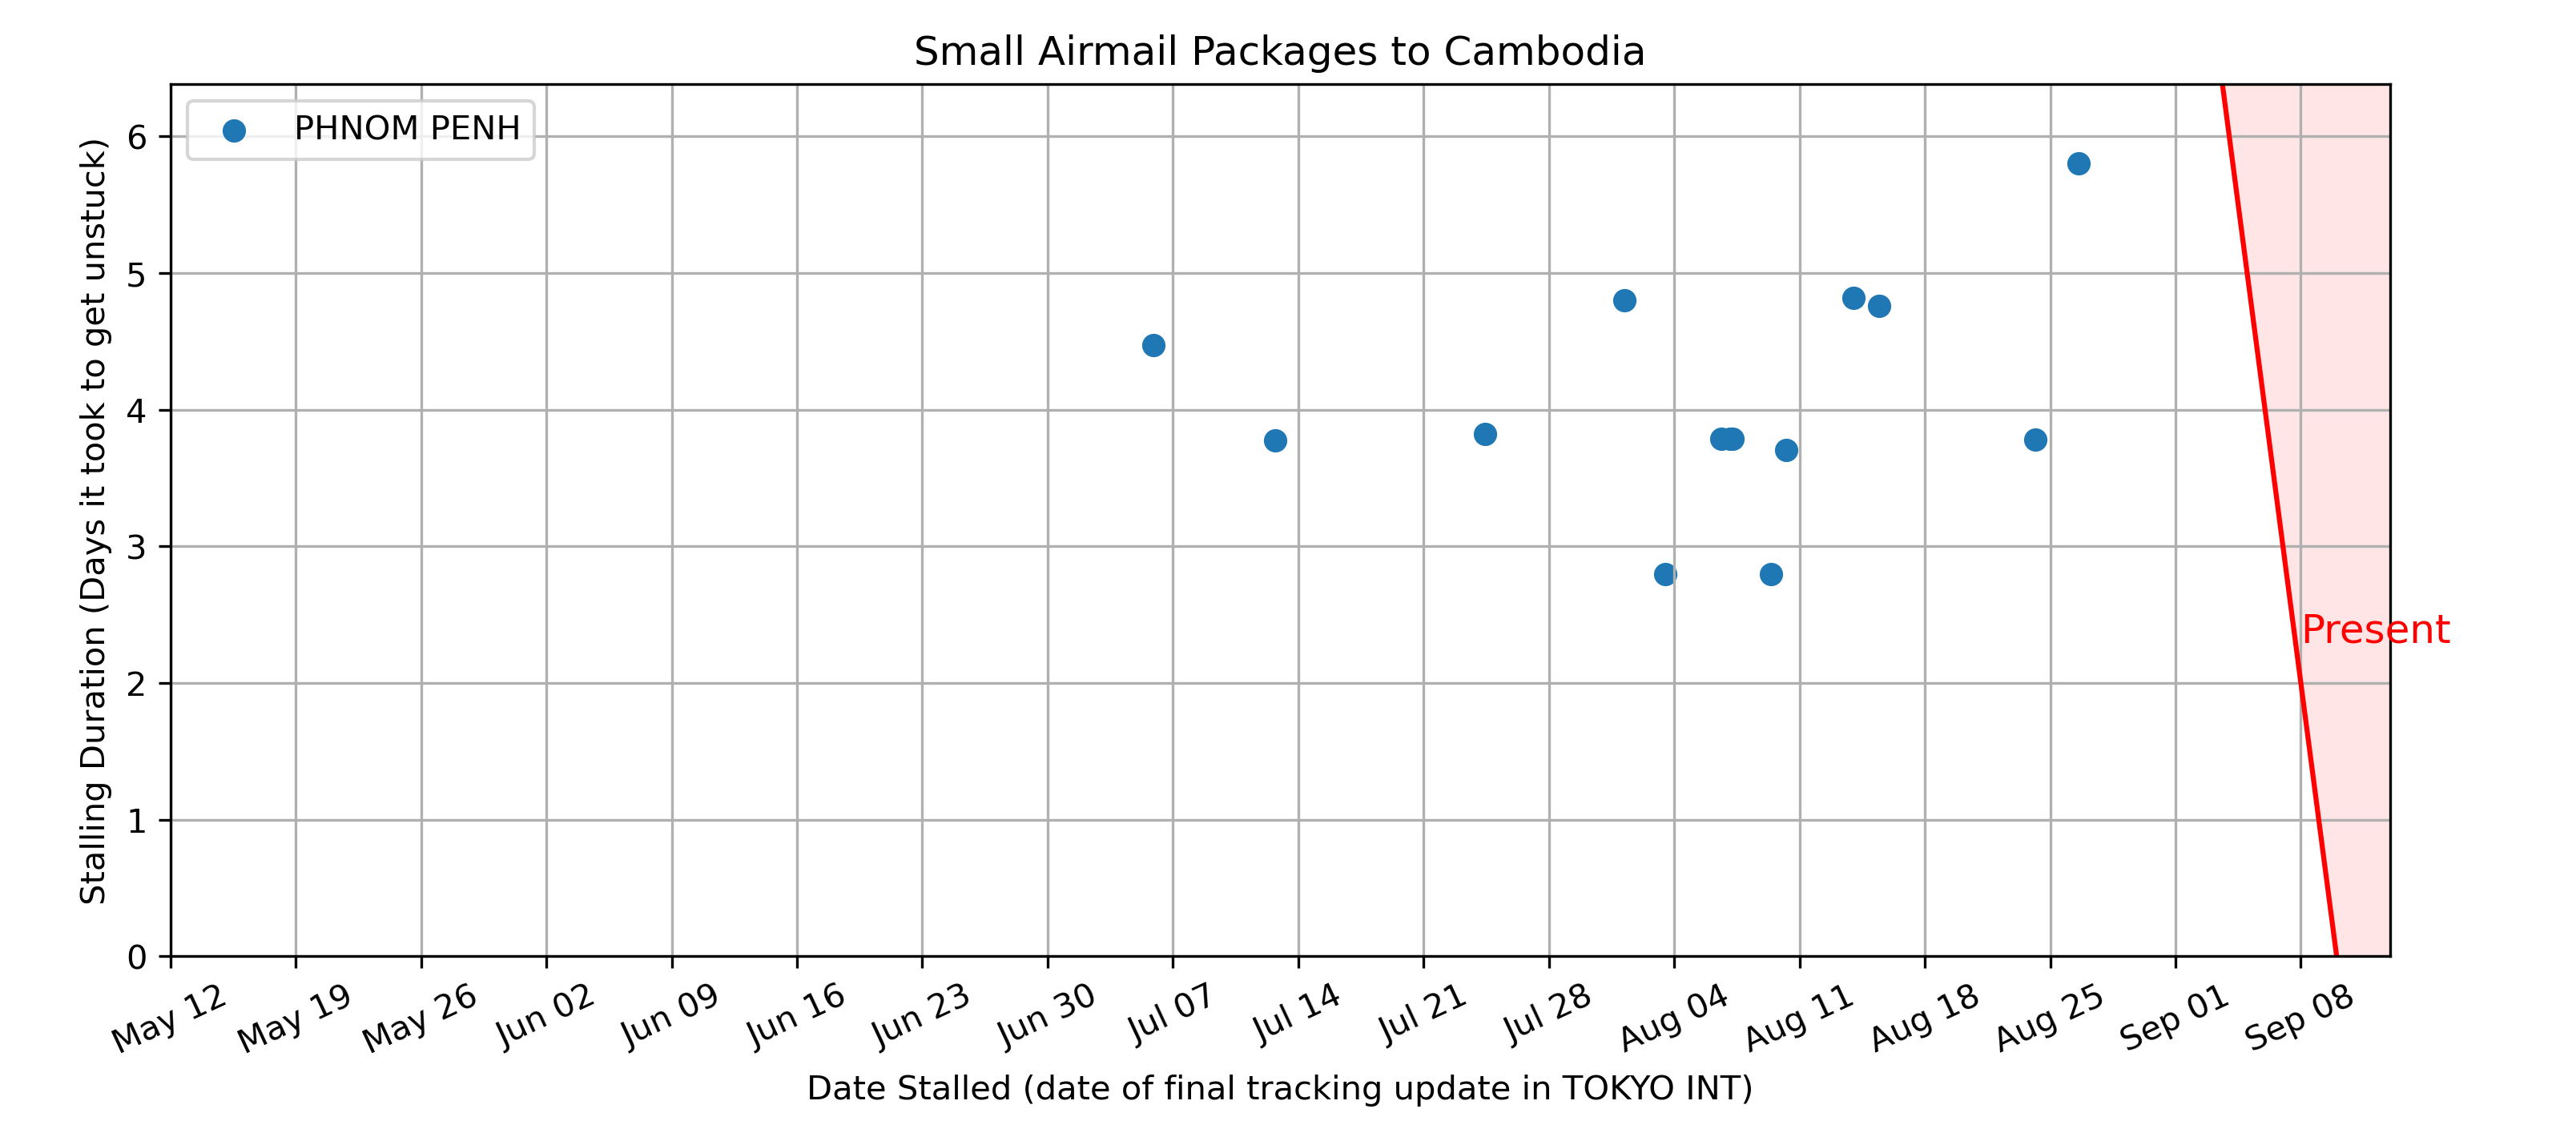 Small Airmail Packages to Cambodia
PHNOM PENH
Stalling Duration (Days it took to get unstuck)
6
5
4
3
2
1
0
Present
May 12
May 19
May 26
Jun 02
Jun 09
Jun 16
Jun 23
Jun 30
Jul 07
Jul 14
Jul 21
Jul 28
Aug 04
Aug 11
Aug 18
Aug 25
Sep 01
Sep 08
Date Stalled (date of final tracking update in TOKYO INT)